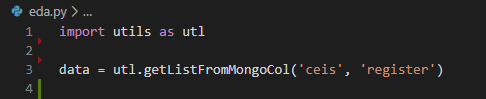 eda.py > ...
1 import utils as utl
2
3 data = utl.getListFromMongoCol('ceis', 'register')
4